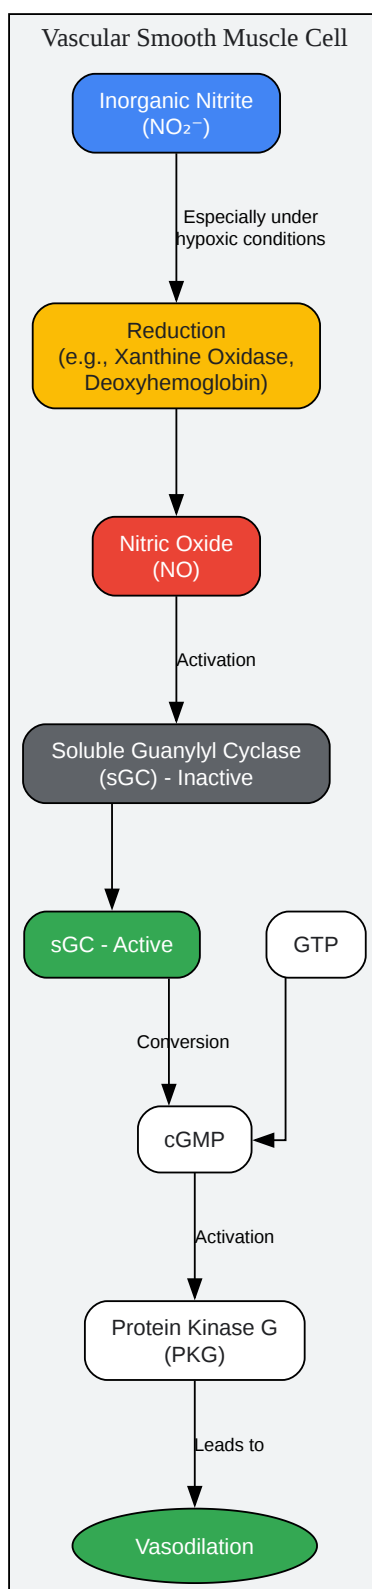 Vascular Smooth Muscle Cell
Inorganic Nitrite
(NO₂⁻)
Especially under
hypoxic conditions
Reduction
(e.g., Xanthine Oxidase,
Deoxyhemoglobin)
Nitric Oxide
(NO)
Activation
Soluble Guanylyl Cyclase
(sGC) - Inactive
sGC - Active
GTP
Conversion
cGMP
Activation
Protein Kinase G
(PKG)
Leads to
Vasodilation